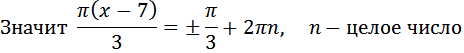 Значит π(x − 7)/3 = ± π/3 + 2πn, n − целое число